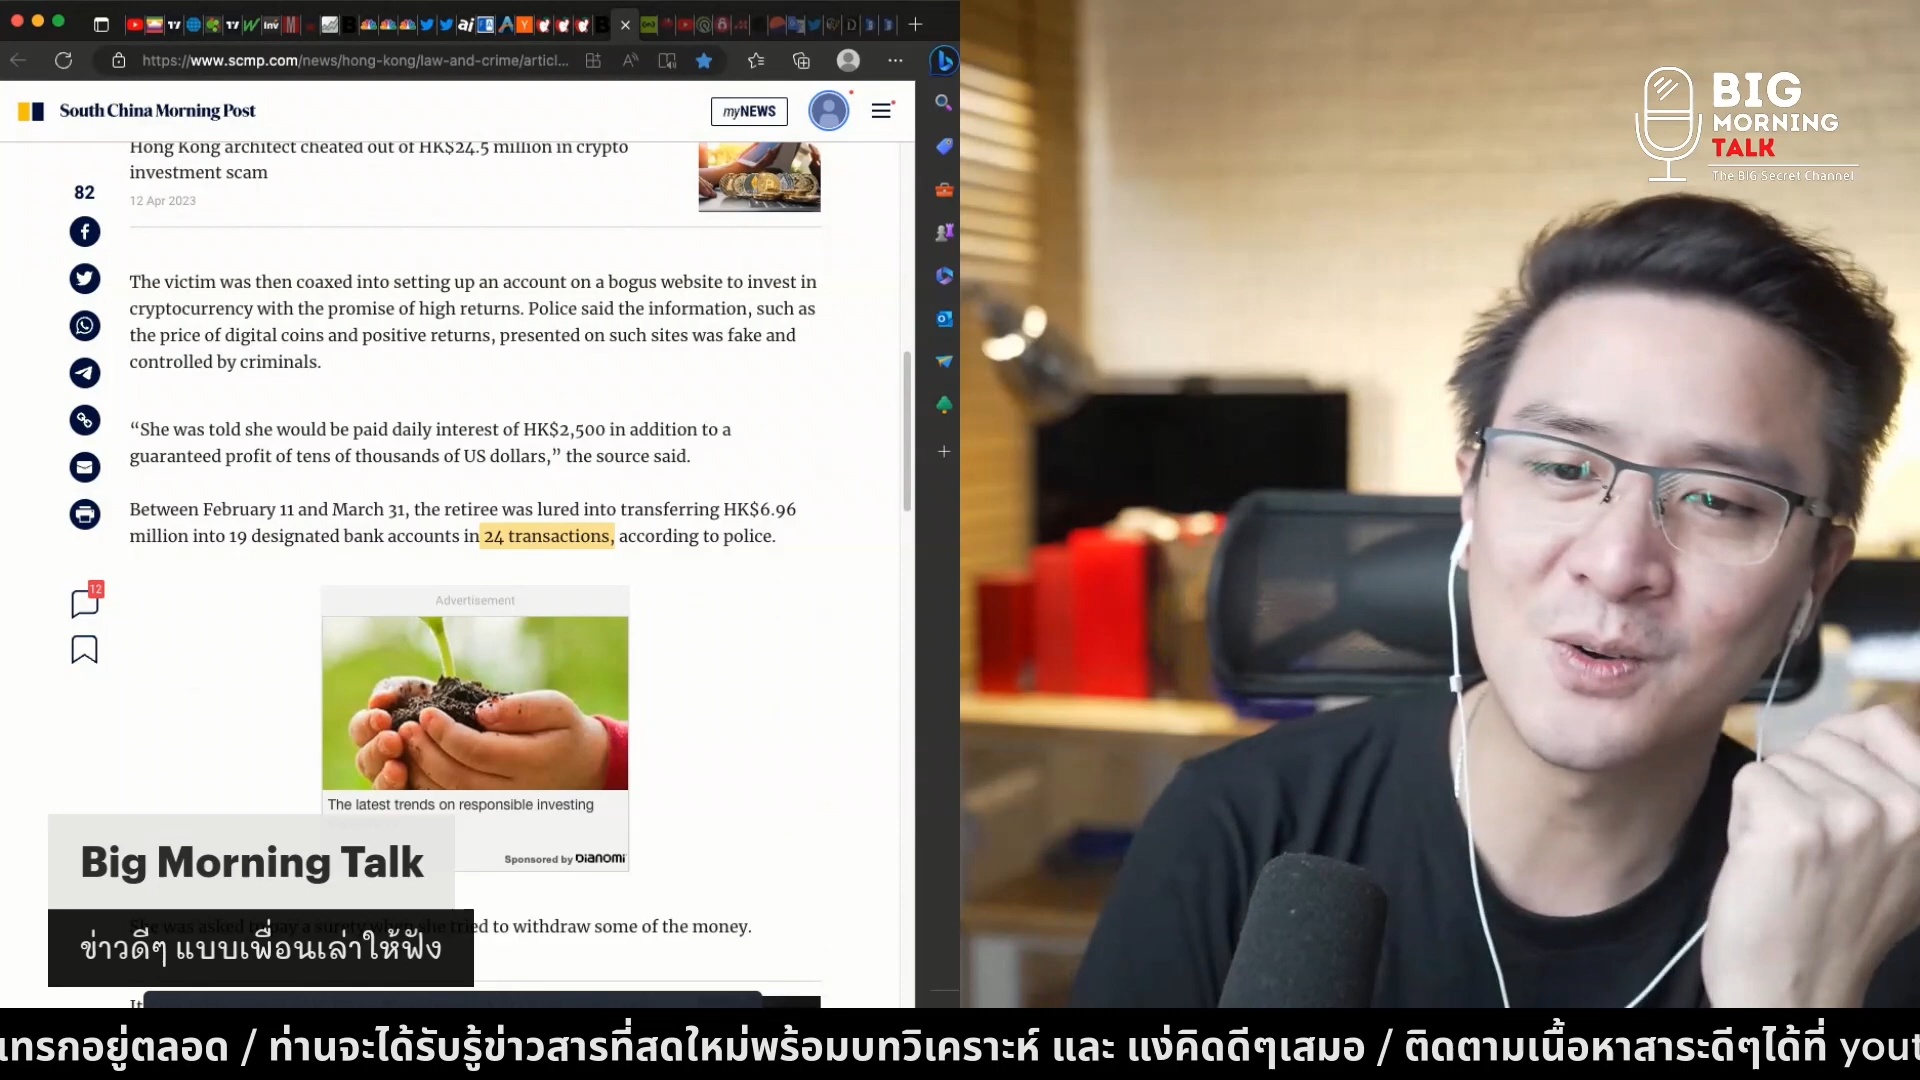 https://www.scmp.com/news/hong-kong/law-and-crime/articl...
South China Morning Post
myNEWS
Hong Kong architect cheated out of HK$24.5 million in crypto
investment scam
12 Apr 2023
82
The victim was then coaxed into setting up an account on a bogus website to invest in
cryptocurrency with the promise of high returns. Police said the information, such as
the price of digital coins and positive returns, presented on such sites was fake and
controlled by criminals.
“She was told she would be paid daily interest of HK$2,500 in addition to a
guaranteed profit of tens of thousands of US dollars,” the source said.
Between February 11 and March 31, the retiree was lured into transferring HK$6.96
million into 19 designated bank accounts in 24 transactions, according to police.
12
Advertisement
The latest trends on responsible investing
Sponsored by DIANOMI
She was asked to pay a surety when she tried to withdraw some of the money.
It
BIG
MORNING
TALK
The BIG Secret Channel
Big Morning Talk
ข่าวดีๆ แบบเพื่อนเล่าให้ฟัง
แทรกอยู่ตลอด / ท่านจะได้รับรู้ข่าวสารที่สดใหม่พร้อมบทวิเคราะห์ และ แง่คิดดีๆเสมอ / ติดตามเนื้อหาสาระดีๆได้ที่ yout